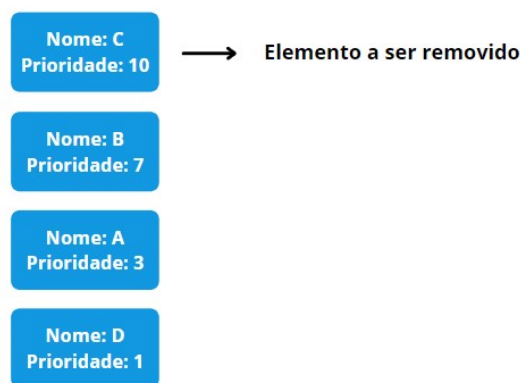 Nome: C
Prioridade: 10
Elemento a ser removido
Nome: B
Prioridade: 7
Nome: A
Prioridade: 3
Nome: D
Prioridade: 1